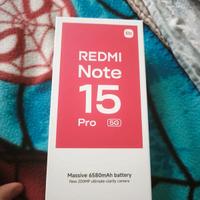 REDMI
Note
15
Pro 5G
Massive 6580mAh battery
New 200MP ultimate-clarity camera